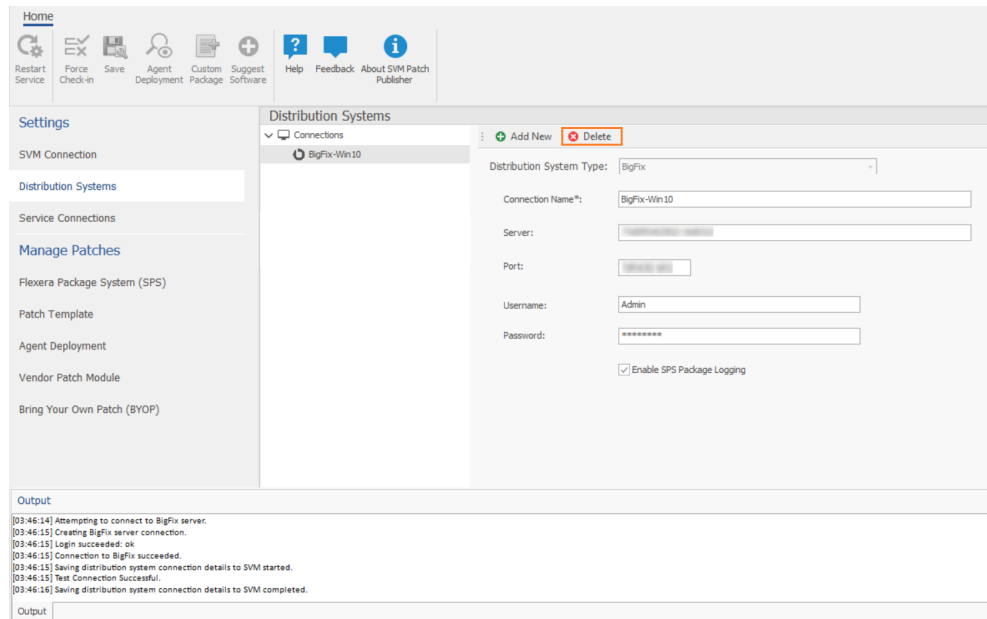 Home
Restart Service
Force Check-in
Save
Agent Deployment
Custom Package
Suggest Software
Help
Feedback
About SVM Patch Publisher
Settings
SVM Connection
Distribution Systems
Service Connections
Manage Patches
Flexera Package System (SPS)
Patch Template
Agent Deployment
Vendor Patch Module
Bring Your Own Patch (BYOP)
Distribution Systems
Connections
BigFix-Win10
Add New
Delete
Distribution System Type: BigFix
Connection Name*: BigFix-Win10
Server:
Port:
Username: Admin
Password: ********
Enable SPS Package Logging
Output
[03:46:14] Attempting to connect to BigFix server.
[03:46:15] Creating BigFix server connection.
[03:46:15] Login succeeded: ok
[03:46:15] Connection to BigFix succeeded.
[03:46:15] Saving distribution system connection details to SVM started.
[03:46:15] Test Connection Successful.
[03:46:16] Saving distribution system connection details to SVM completed.
Output